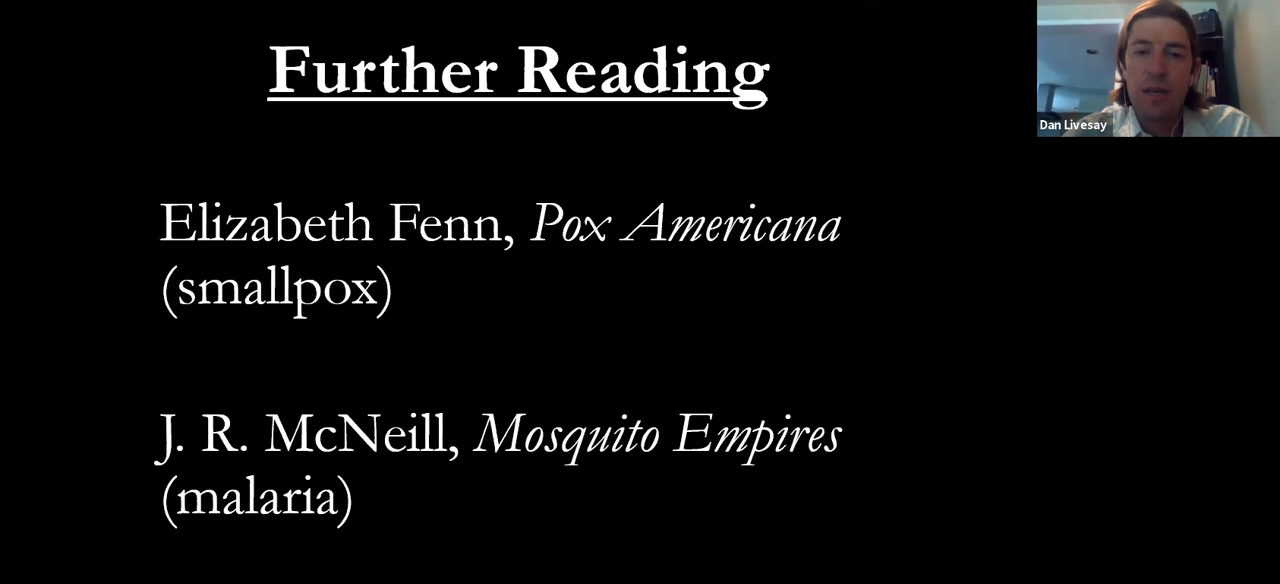 Further Reading
Dan Livesay
Elizabeth Fenn, Pox Americana
(smallpox)
J. R. McNeill, Mosquito Empires
(malaria)